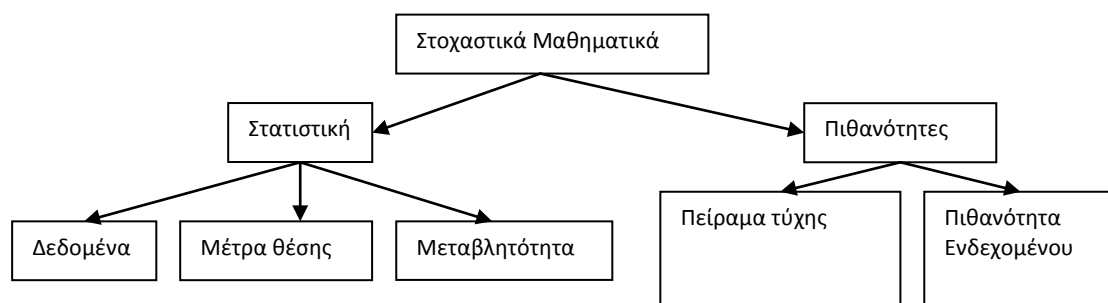 Στοχαστικά Μαθηματικά
Στατιστική
Πιθανότητες
Δεδομένα
Μέτρα θέσης
Μεταβλητότητα
Πείραμα τύχης
Πιθανότητα
Ενδεχομένου